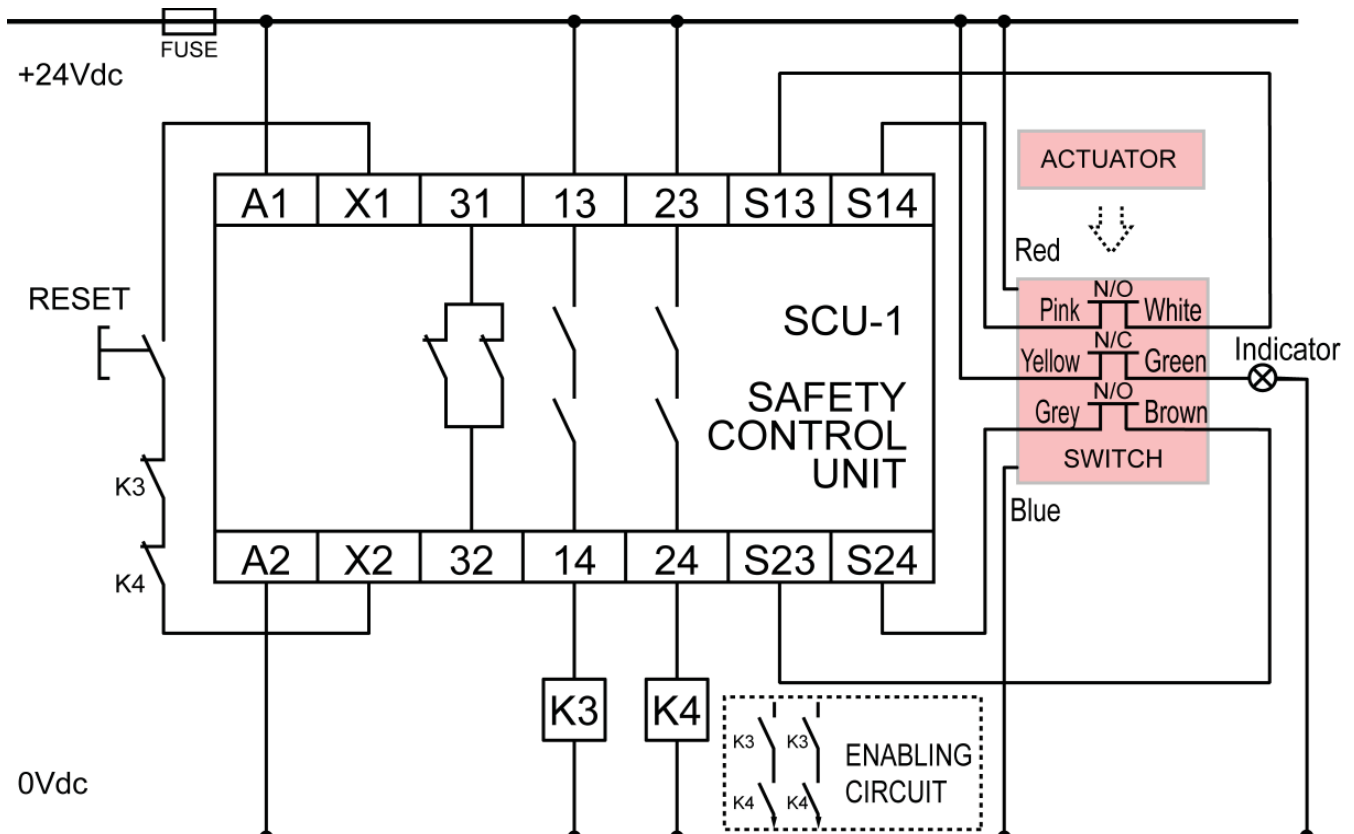 FUSE
+24Vdc
ACTUATOR
A1 X1 31 13 23 S13 S14
Red
RESET
N/O
Pink White
SCU-1
N/C
Yellow Green
Indicator
N/O
Grey Brown
SAFETY
CONTROL
UNIT
SWITCH
K3
Blue
A2 X2 32 14 24 S23 S24
K4
K3 K4
K3 K3
ENABLING
CIRCUIT
K4 K4
0Vdc